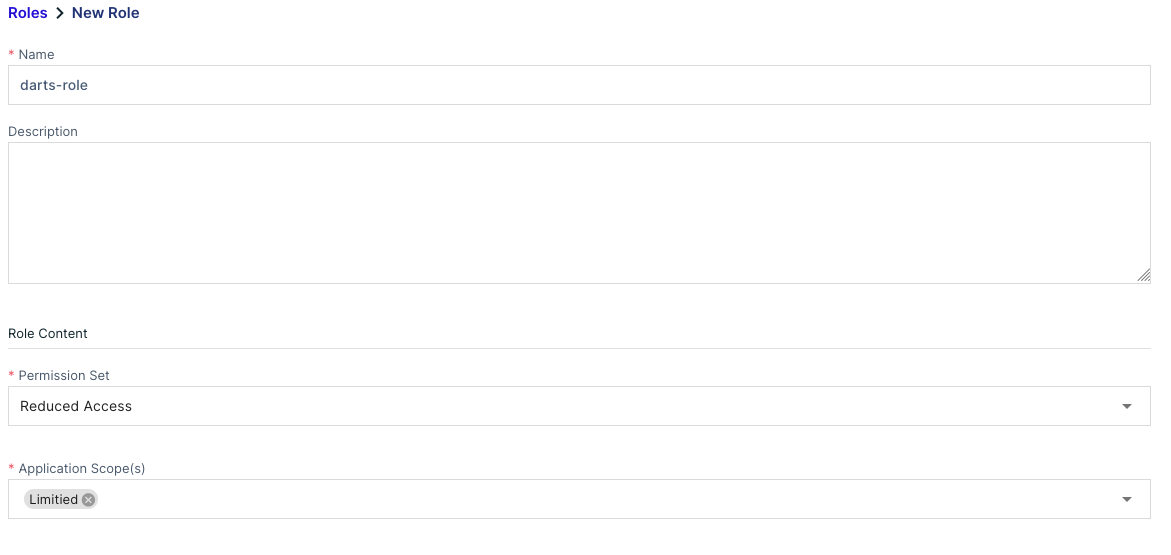 Roles > New Role
* Name
darts-role
Description
Role Content
* Permission Set
Reduced Access
* Application Scope(s)
Limitied